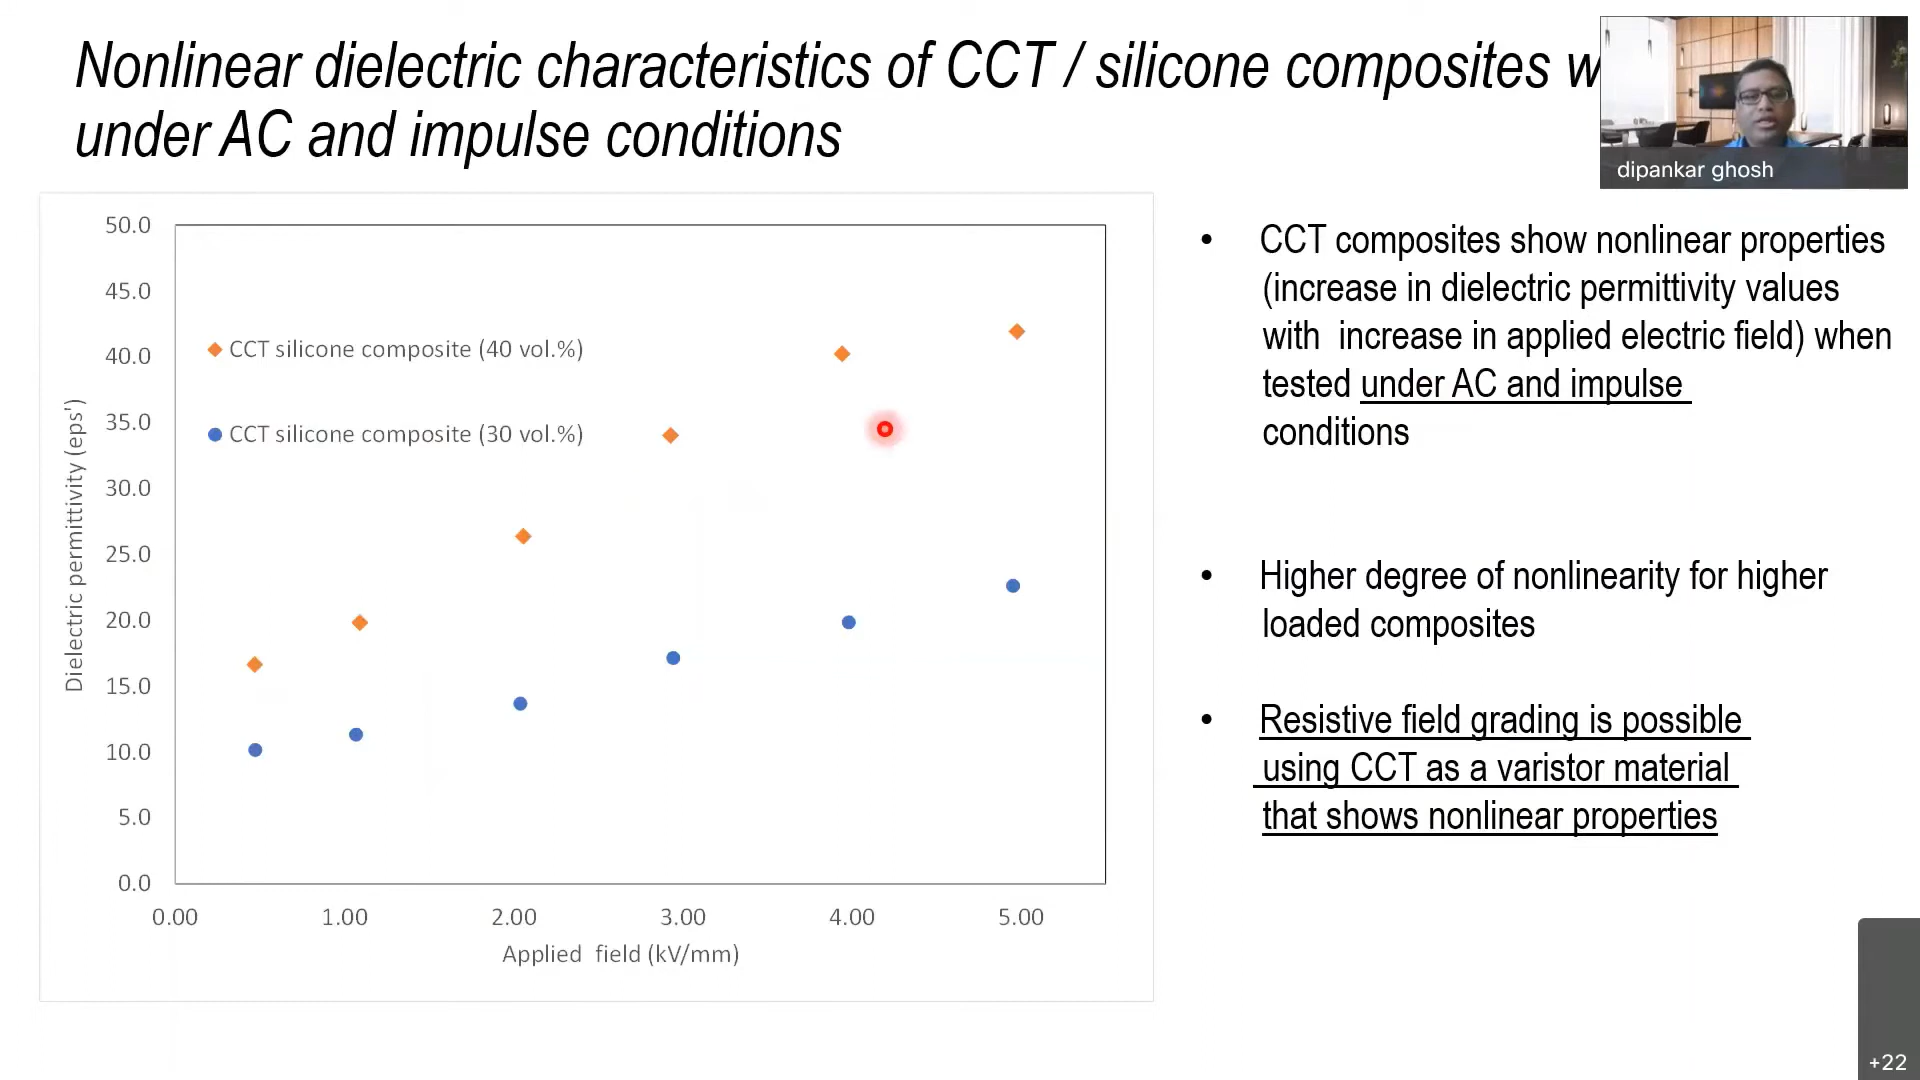 Nonlinear dielectric characteristics of CCT / silicone composites w
under AC and impulse conditions
dipankar ghosh
50.0
45.0
40.0
35.0
30.0
25.0
20.0
15.0
10.0
5.0
0.0
Dielectric permittivity (eps')
CCT silicone composite (40 vol.%)
CCT silicone composite (30 vol.%)
0.00 1.00 2.00 3.00 4.00 5.00
Applied field (kV/mm)
• CCT composites show nonlinear properties
(increase in dielectric permittivity values
with increase in applied electric field) when
tested under AC and impulse
conditions
• Higher degree of nonlinearity for higher
loaded composites
• Resistive field grading is possible
using CCT as a varistor material
that shows nonlinear properties
+22